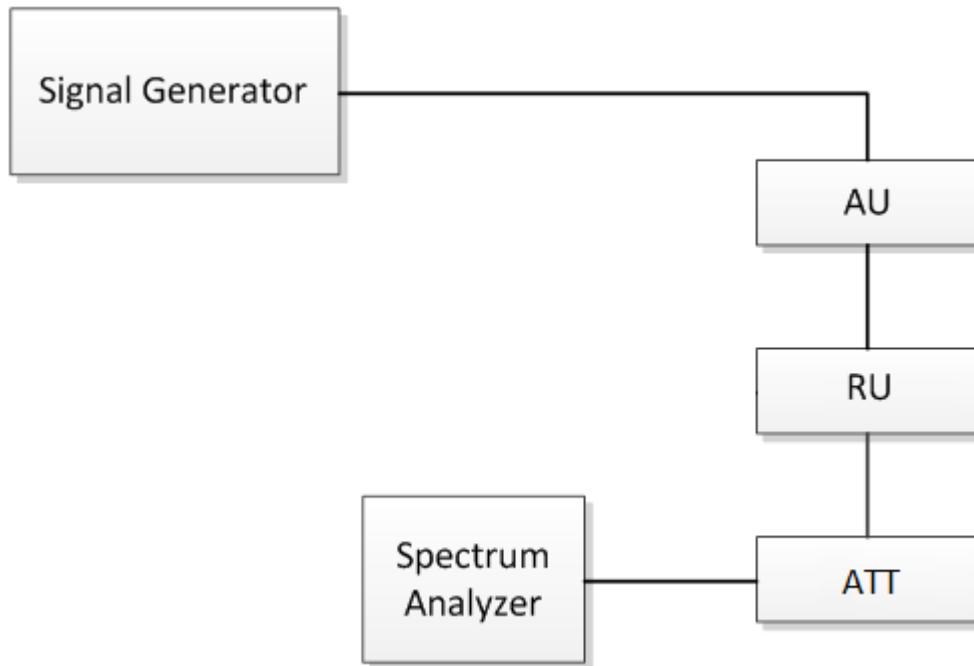 Signal Generator
AU
RU
Spectrum
Analyzer
ATT